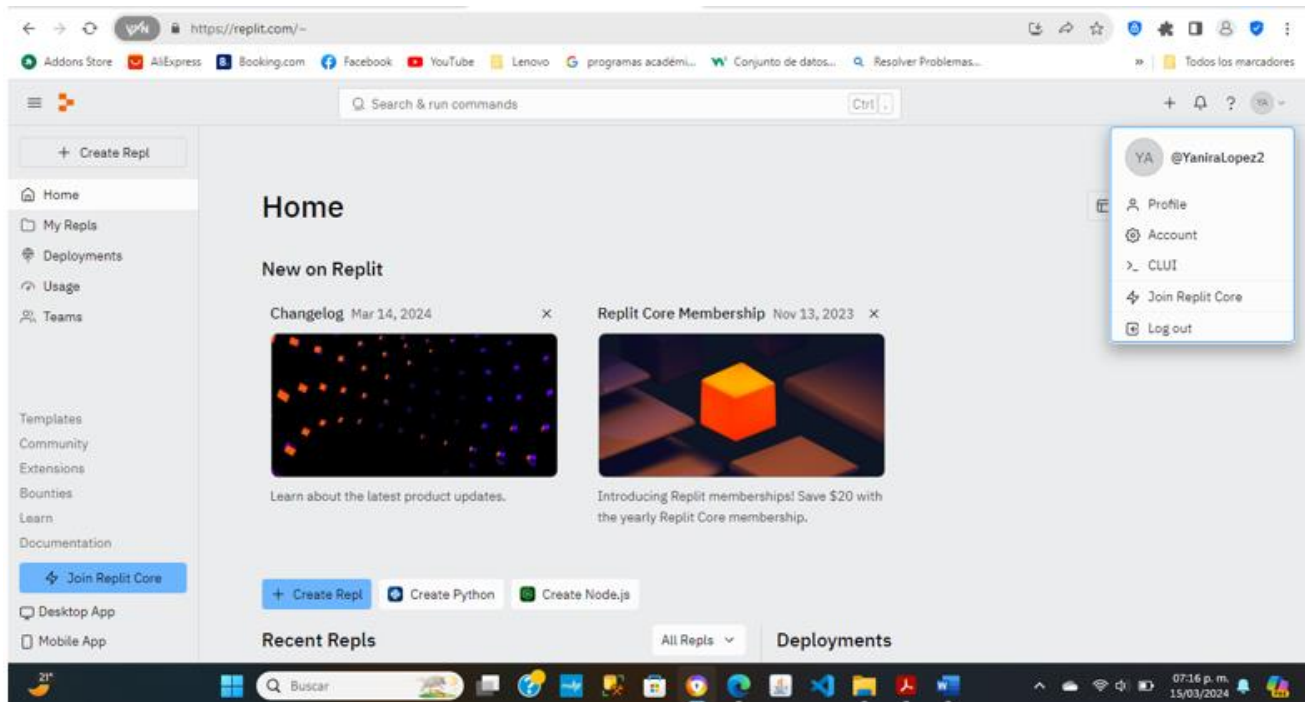 VPN https://replit.com/~
Addons Store AliExpress Booking.com Facebook YouTube Lenovo programas académi... Conjunto de datos... Resolver Problemas... » Todos los marcadores
Search & run commands Ctrl . YA
+ Create Repl
Home
My Repls
Deployments
Usage
Teams
Templates
Community
Extensions
Bounties
Learn
Documentation
Join Replit Core
Desktop App
Mobile App
Home
New on Replit
Changelog Mar 14, 2024 ×
Learn about the latest product updates.
Replit Core Membership Nov 13, 2023 ×
Introducing Replit memberships! Save $20 with
the yearly Replit Core membership.
+ Create Repl Create Python Create Node.js
Recent Repls All Repls Deployments
YA @YaniraLopez2
Profile
Account
>_ CLUI
Join Replit Core
Log out
21° Buscar 07:16 p. m.
15/03/2024